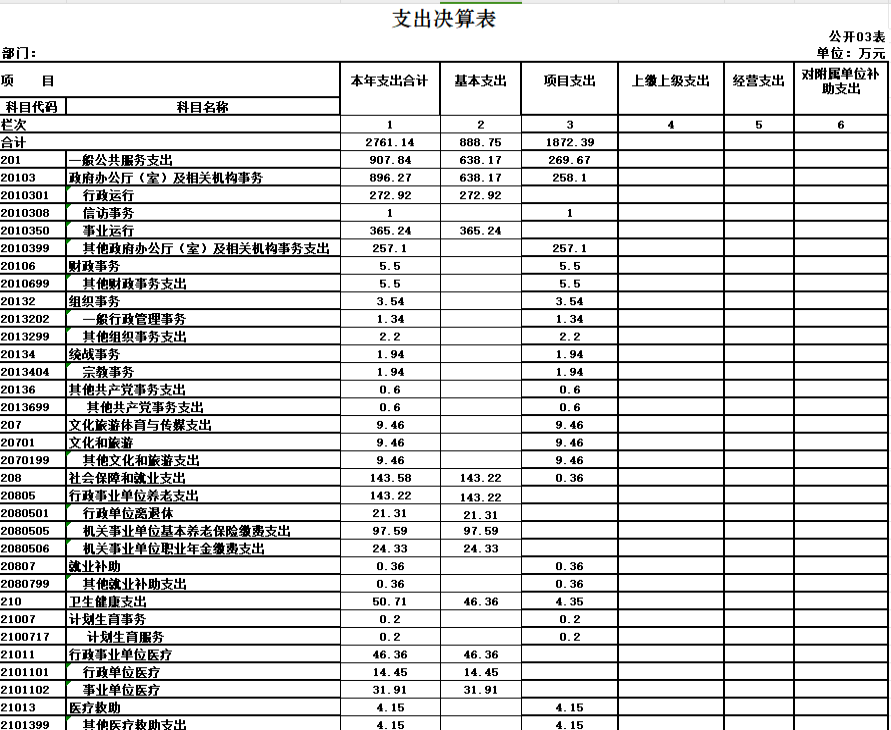 支出决算表
公开03表
部门： 单位：万元
项 目 本年支出合计 基本支出 项目支出 上缴上级支出 经营支出 对附属单位补助支出
科目代码 科目名称
栏次 1 2 3 4 5 6
合计 2761.14 888.75 1872.39
201 一般公共服务支出 907.84 638.17 269.67
20103 政府办公厅（室）及相关机构事务 896.27 638.17 258.1
2010301 行政运行 272.92 272.92
2010308 信访事务 1 1
2010350 事业运行 365.24 365.24
2010399 其他政府办公厅（室）及相关机构事务支出 257.1 257.1
20106 财政事务 5.5 5.5
2010699 其他财政事务支出 5.5 5.5
20132 组织事务 3.54 3.54
2013202 一般行政管理事务 1.34 1.34
2013299 其他组织事务支出 2.2 2.2
20134 统战事务 1.94 1.94
2013404 宗教事务 1.94 1.94
20136 其他共产党事务支出 0.6 0.6
2013699 其他共产党事务支出 0.6 0.6
207 文化旅游体育与传媒支出 9.46 9.46
20701 文化和旅游 9.46 9.46
2070199 其他文化和旅游支出 9.46 9.46
208 社会保障和就业支出 143.58 143.22 0.36
20805 行政事业单位养老支出 143.22 143.22
2080501 行政单位离退休 21.31 21.31
2080505 机关事业单位基本养老保险缴费支出 97.59 97.59
2080506 机关事业单位职业年金缴费支出 24.33 24.33
20807 就业补助 0.36 0.36
2080799 其他就业补助支出 0.36 0.36
210 卫生健康支出 50.71 46.36 4.35
21007 计划生育事务 0.2 0.2
2100717 计划生育服务 0.2 0.2
21011 行政事业单位医疗 46.36 46.36
2101101 行政单位医疗 14.45 14.45
2101102 事业单位医疗 31.91 31.91
21013 医疗救助 4.15 4.15
2101399 其他医疗救助支出 4.15 4.15